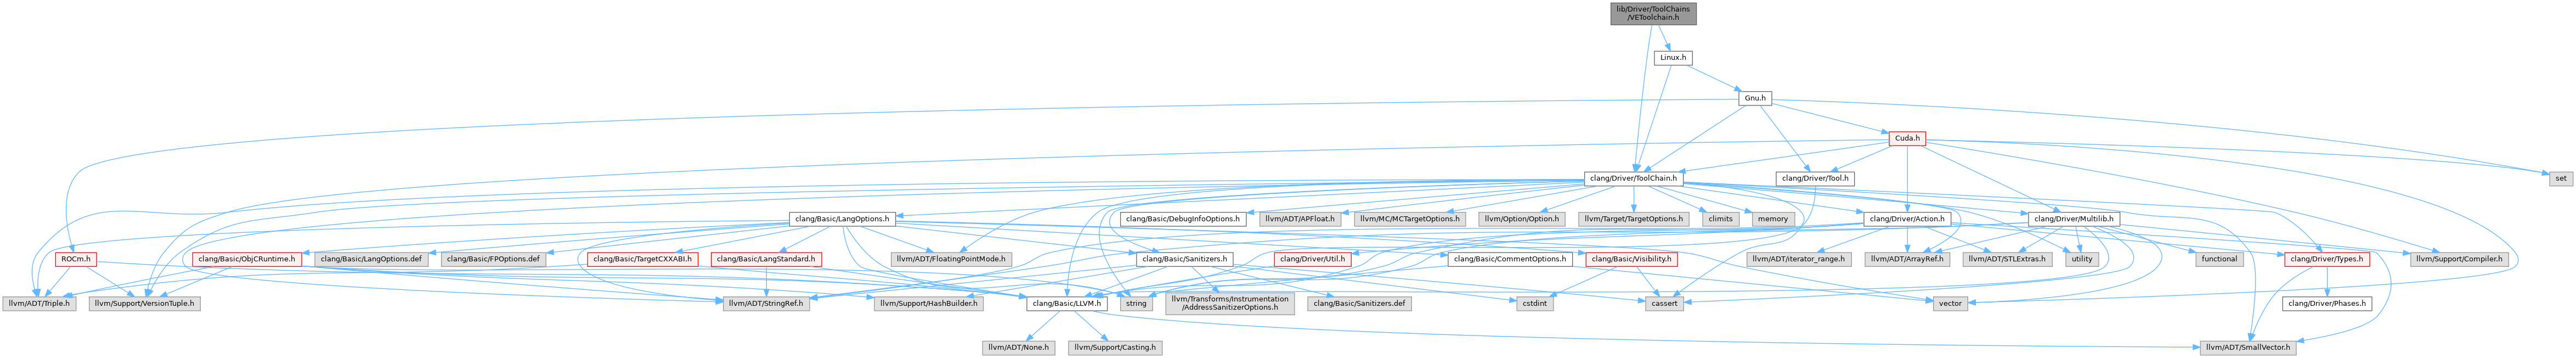 lib/Driver/ToolChains
/VEToolchain.h
Linux.h
Gnu.h
Cuda.h
clang/Driver/ToolChain.h
clang/Driver/Tool.h
set
clang/Basic/LangOptions.h
clang/Basic/DebugInfoOptions.h
llvm/ADT/APFloat.h
llvm/MC/MCTargetOptions.h
llvm/Option/Option.h
llvm/Target/TargetOptions.h
climits
memory
clang/Driver/Action.h
clang/Driver/Multilib.h
ROCm.h
clang/Basic/ObjCRuntime.h
clang/Basic/LangOptions.def
clang/Basic/FPOptions.def
clang/Basic/TargetCXXABI.h
clang/Basic/LangStandard.h
llvm/ADT/FloatingPointMode.h
clang/Basic/Sanitizers.h
clang/Driver/Util.h
clang/Basic/CommentOptions.h
clang/Basic/Visibility.h
llvm/ADT/iterator_range.h
llvm/ADT/ArrayRef.h
llvm/ADT/STLExtras.h
utility
functional
clang/Driver/Types.h
llvm/Support/Compiler.h
llvm/ADT/Triple.h
llvm/Support/VersionTuple.h
llvm/ADT/StringRef.h
llvm/Support/HashBuilder.h
clang/Basic/LLVM.h
string
llvm/Transforms/Instrumentation
/AddressSanitizerOptions.h
clang/Basic/Sanitizers.def
cstdint
cassert
vector
clang/Driver/Phases.h
llvm/ADT/None.h
llvm/Support/Casting.h
llvm/ADT/SmallVector.h